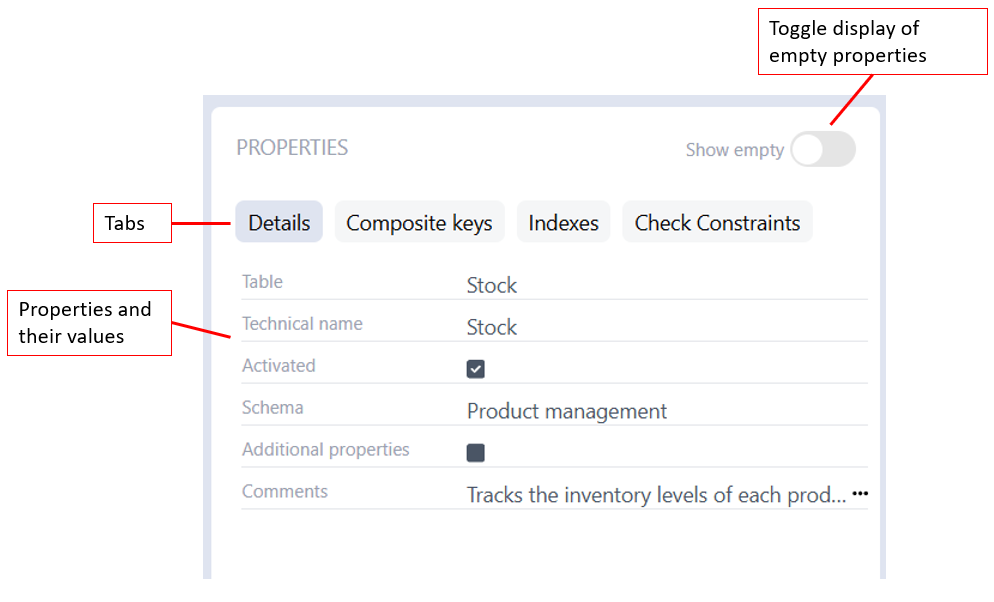 Toggle display of
empty properties
PROPERTIES
Show empty
Tabs
Details
Composite keys
Indexes
Check Constraints
Properties and
their values
Table
Stock
Technical name
Stock
Activated
Schema
Product management
Additional properties
Comments
Tracks the inventory levels of each prod...